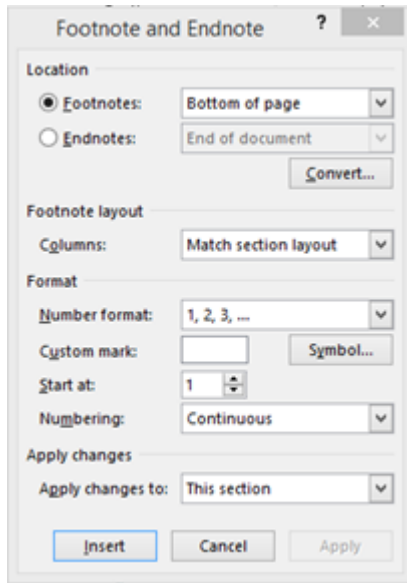 Footnote and Endnote ?
Location
Footnotes: Bottom of page
Endnotes: End of document
Convert...
Footnote layout
Columns: Match section layout
Format
Number format: 1, 2, 3, ...
Custom mark: Symbol...
Start at: 1
Numbering: Continuous
Apply changes
Apply changes to: This section
Insert Cancel Apply